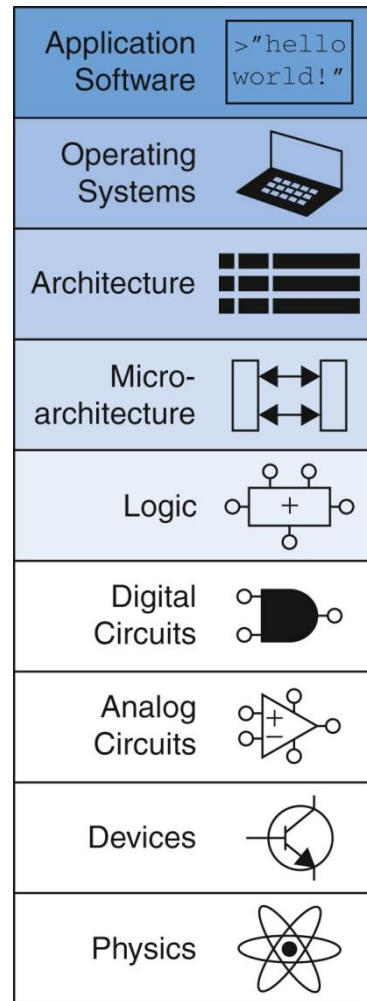 Application
Software
>"hello
world!"
Operating
Systems
Architecture
Micro-
architecture
Logic
+
Digital
Circuits
Analog
Circuits
+
−
Devices
Physics